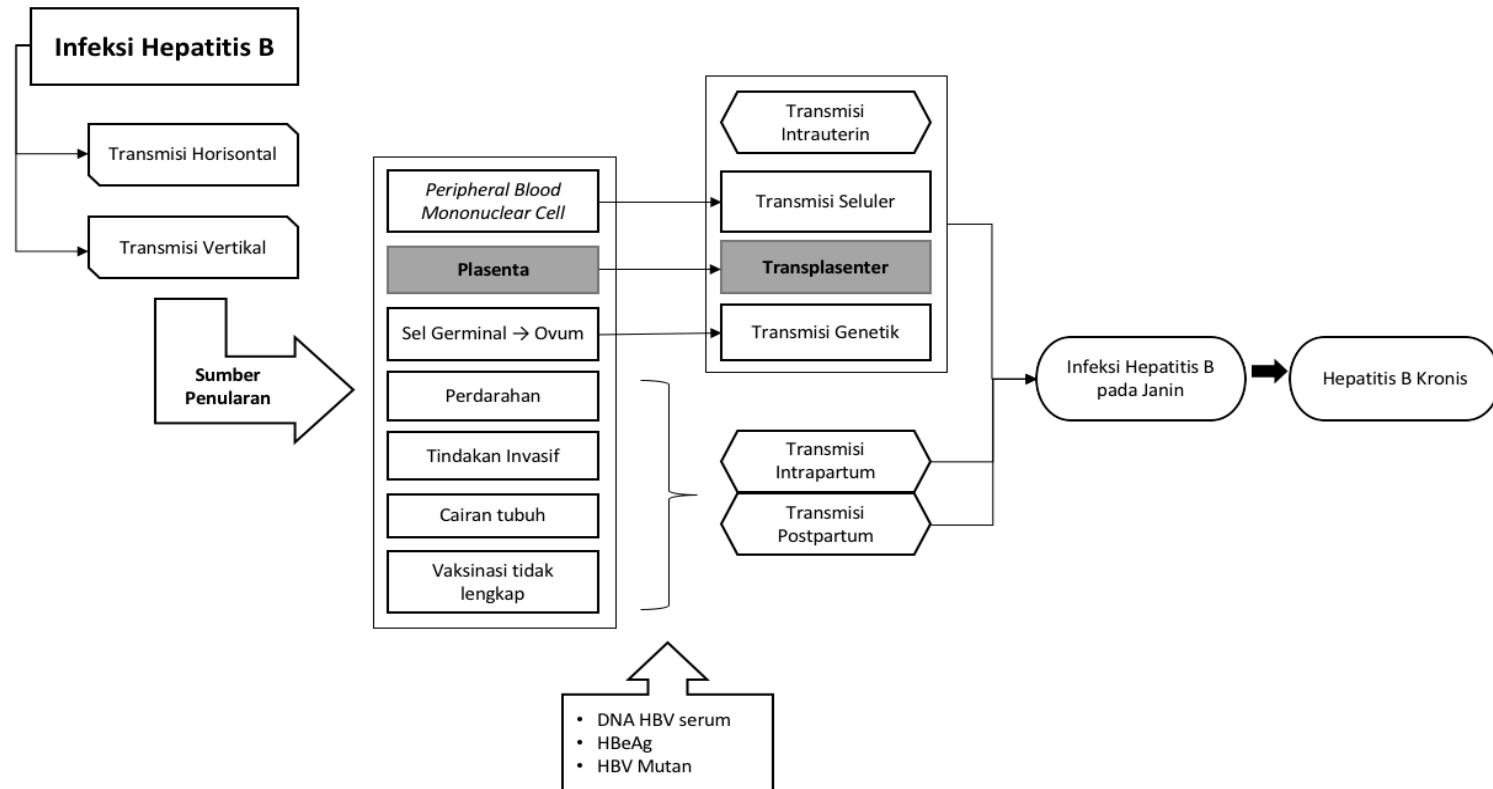 Infeksi Hepatitis B
Transmisi Horisontal
Transmisi Vertikal
Sumber
Penularan
Peripheral Blood
Mononuclear Cell
Plasenta
Sel Germinal → Ovum
Perdarahan
Tindakan Invasif
Cairan tubuh
Vaksinasi tidak
lengkap
Transmisi
Intrauterin
Transmisi Seluler
Transplasenter
Transmisi Genetik
Transmisi
Intrapartum
Transmisi
Postpartum
Infeksi Hepatitis B
pada Janin
Hepatitis B Kronis
• DNA HBV serum
• HBeAg
• HBV Mutan